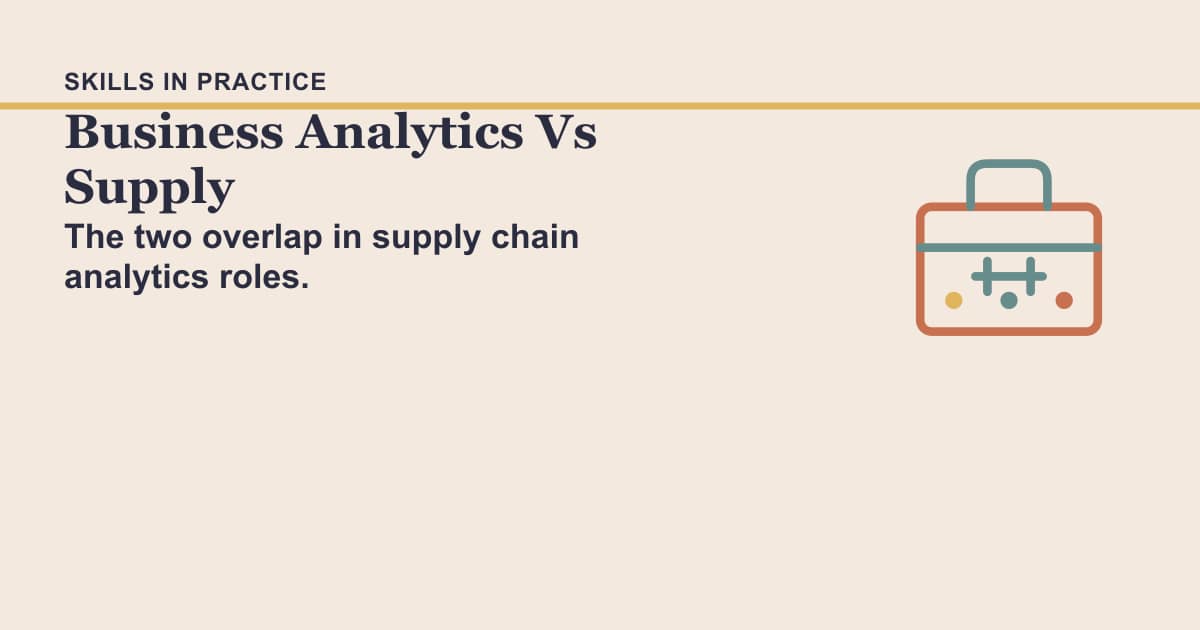 SKILLS IN PRACTICE
Business Analytics Vs
Supply
The two overlap in supply chain
analytics roles.